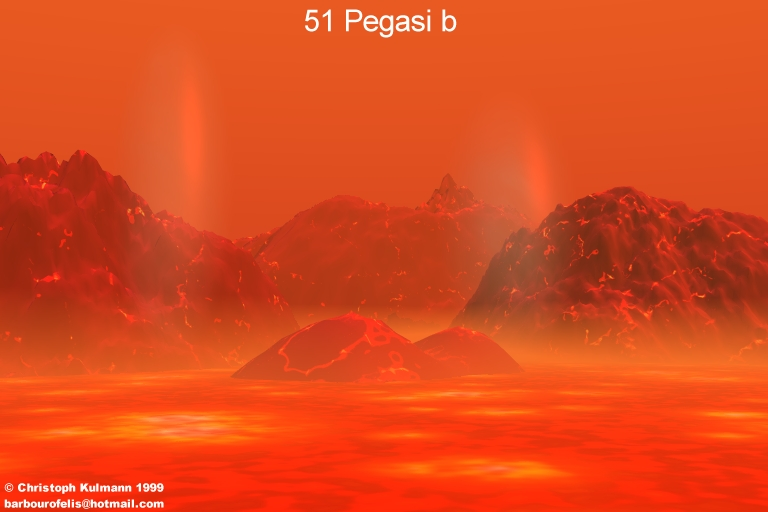 51 Pegasi b
© Christoph Kulmann 1999
barbourofelis@hotmail.com